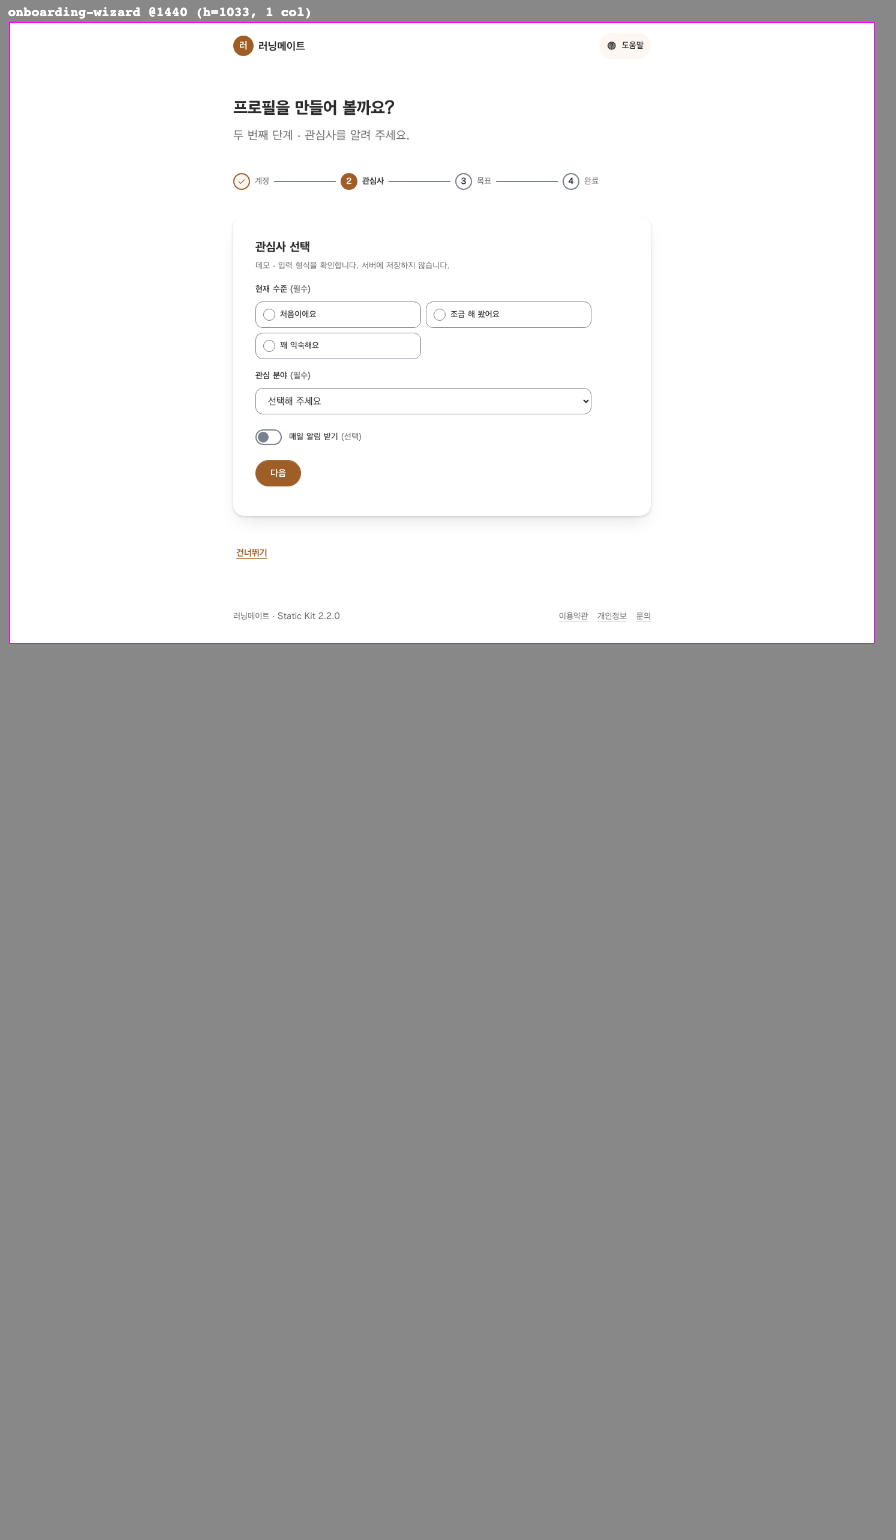 onboarding-wizard @1440 (h=1033, 1 col)
러 러닝메이트
도움말
프로필을 만들어 볼까요?
두 번째 단계 · 관심사를 알려 주세요.
계정 2 관심사 3 목표 4 완료
관심사 선택
데모 · 입력 형식을 확인합니다. 서버에 저장하지 않습니다.
현재 수준 (필수)
처음이에요 조금 해 봤어요
꽤 익숙해요
관심 분야 (필수)
선택해 주세요
매일 알림 받기 (선택)
다음
건너뛰기
러닝메이트 · Static Kit 2.2.0
이용약관 개인정보 문의